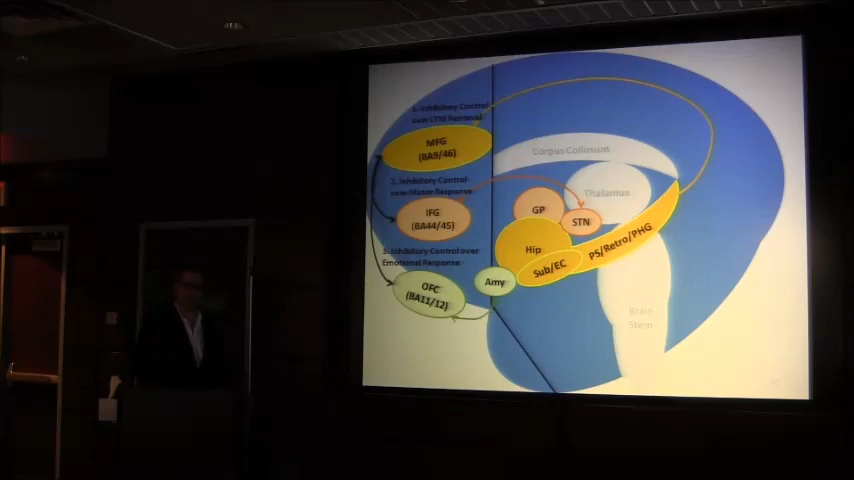 1. Inhibitory Control
over LTM Retrieval
MFG
(BA9/46)
Corpus Collosum
2. Inhibitory Control
over Motor Response
Thalamus
IFG
(BA44/45)
GP
STN
3. Inhibitory Control over
Emotional Response
Hip
PS/Retro/PHG
Sub/EC
OFC
(BA11/12)
Amy
Brain
Stem